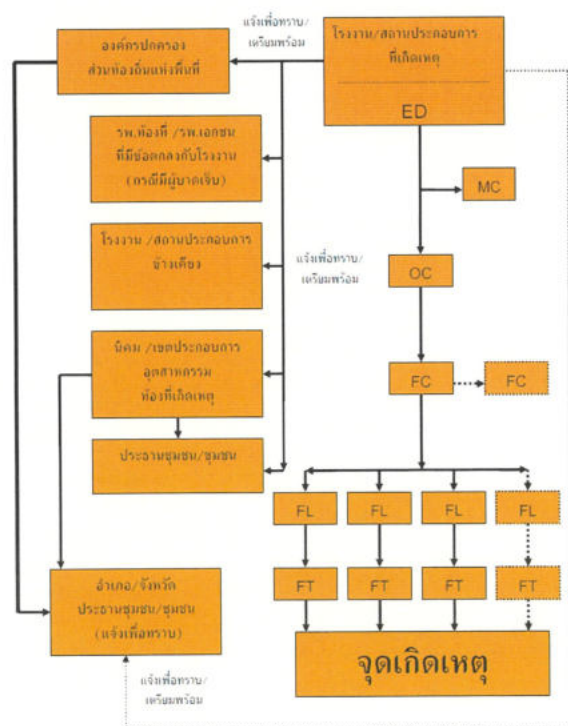 แจ้งเพื่อทราบ/
เตรียมพร้อม
องค์กรปกครอง
ส่วนท้องถิ่นแห่งพื้นที่
โรงงาน/สถานประกอบการ
ที่เกิดเหตุ
ED
รพ.ท้องที่ /รพ.เอกชน
ที่มีข้อตกลงกับโรงงาน
(กรณีมีผู้บาดเจ็บ)
MC
โรงงาน /สถานประกอบการ
ข้างเคียง
แจ้งเพื่อทราบ/
เตรียมพร้อม
OC
นิคม /เขตประกอบการ
อุตสาหกรรม
ท้องที่เกิดเหตุ
FC
FC
ประธานชุมชน/ชุมชน
FL
FL
FL
FL
อำเภอ/จังหวัด
ประธานชุมชน/ชุมชน
(แจ้งเพื่อทราบ)
FT
FT
FT
FT
จุดเกิดเหตุ
แจ้งเพื่อทราบ/
เตรียมพร้อม